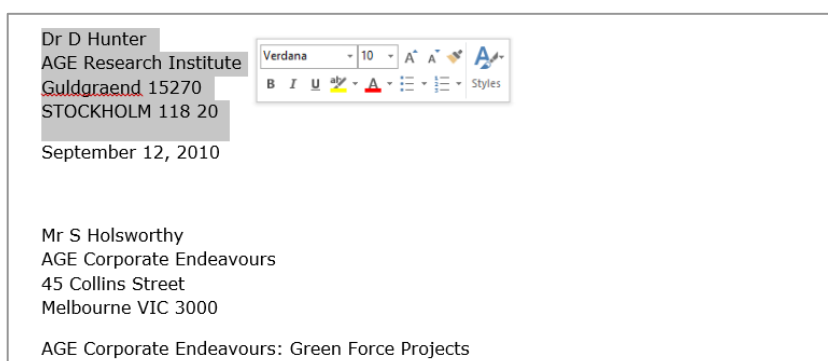 Dr D Hunter
AGE Research Institute
Guldgraend 15270
STOCKHOLM 118 20
Verdana 10 A A A
B I U aby A Styles
September 12, 2010
Mr S Holsworthy
AGE Corporate Endeavours
45 Collins Street
Melbourne VIC 3000
AGE Corporate Endeavours: Green Force Projects